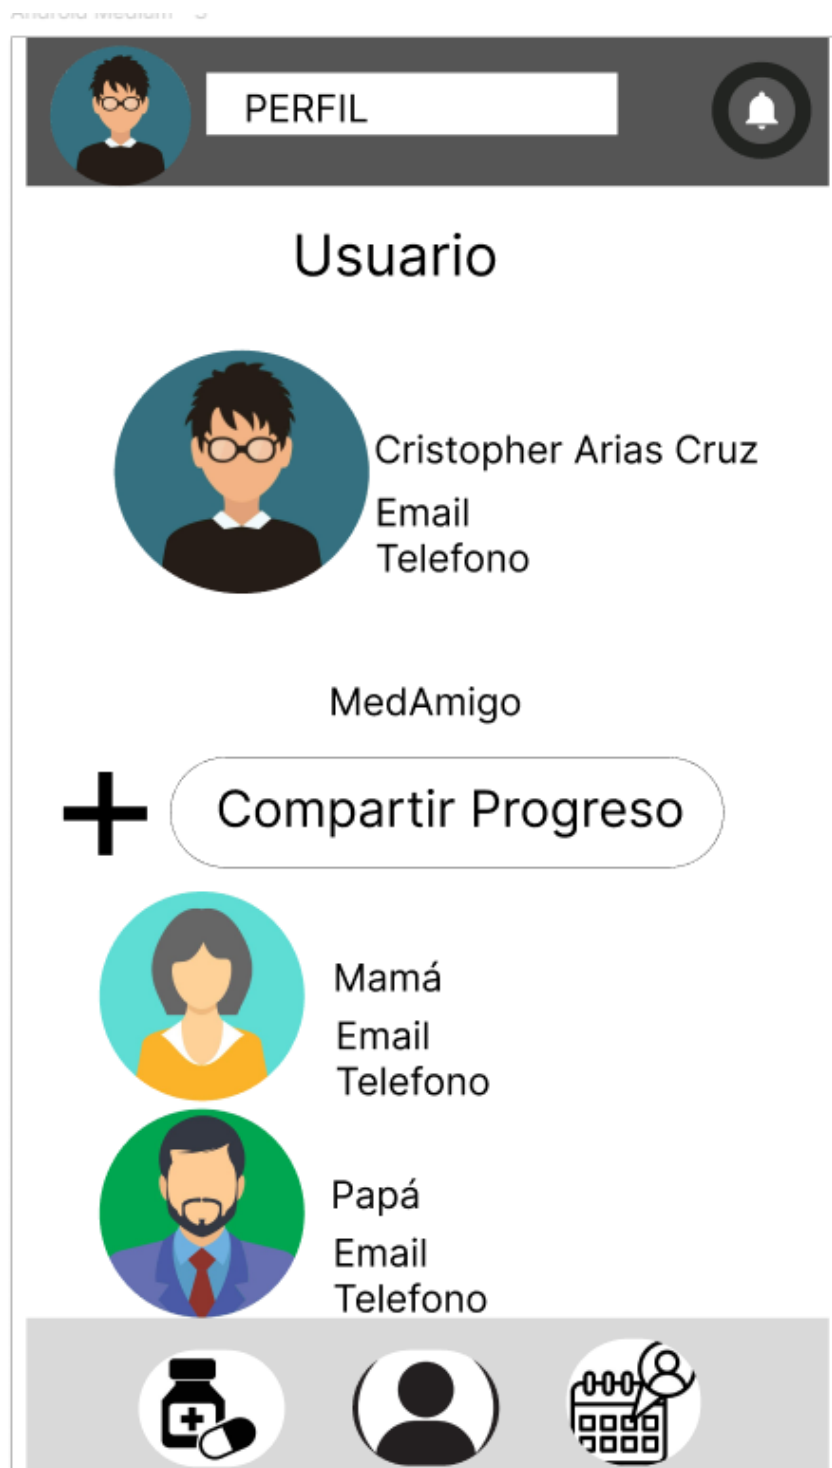 PERFIL
Usuario
Cristopher Arias Cruz
Email
Telefono
MedAmigo
Compartir Progreso
Mamá
Email
Telefono
Papá
Email
Telefono